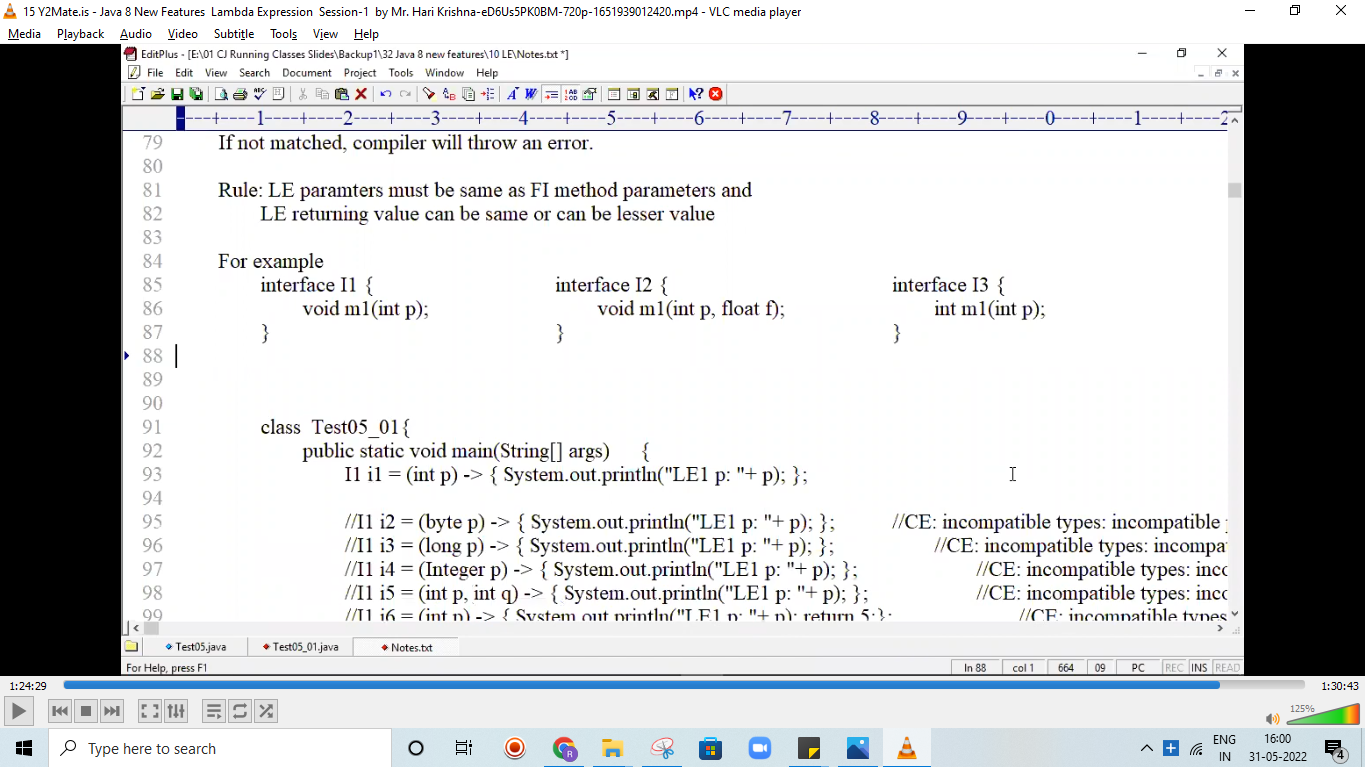 15 Y2Mate.is - Java 8 New Features  Lambda Expression  Session-1  by Mr. Hari Krishna-eD6Us5PK0BM-720p-1651939012420.mp4 - VLC media player
Media Playback Audio Video Subtitle Tools View Help
EditPlus - [E:\01 CJ Running Classes Slides\Backup1\32 Java 8 new features\10 LE\Notes.txt *]
File Edit View Search Document Project Tools Window Help
----+----1----+----2----+----3----+----4----+----5----+----6----+----7----+----8----+----9----+----0----+----1----+----2
79 If not matched, compiler will throw an error.
80
81 Rule: LE paramters must be same as FI method parameters and
82 LE returning value can be same or can be lesser value
83
84 For example
85 interface I1 { interface I2 { interface I3 {
86 void m1(int p); void m1(int p, float f); int m1(int p);
87 } } }
88
89
90
91 class  Test05_01{
92 public static void main(String[] args) {
93 I1 i1 = (int p) -> { System.out.println("LE1 p: "+ p); };
94
95 //I1 i2 = (byte p) -> { System.out.println("LE1 p: "+ p); }; //CE: incompatible types: incompatible
96 //I1 i3 = (long p) -> { System.out.println("LE1 p: "+ p); }; //CE: incompatible types: incompa
97 //I1 i4 = (Integer p) -> { System.out.println("LE1 p: "+ p); }; //CE: incompatible types: inc
98 //I1 i5 = (int p, int q) -> { System.out.println("LE1 p: "+ p); }; //CE: incompatible types: inc
99 //I1 i6 = (int p) -> { System.out.println("LE1 p: "+ p); return 5;}; //CE: incompatible types
Test05.java Test05_01.java Notes.txt
For Help, press F1 ln 88 col 1 664 09 PC REC INS READ
1:24:29 1:30:43
125%
Type here to search
ENG 16:00
IN 31-05-2022 4